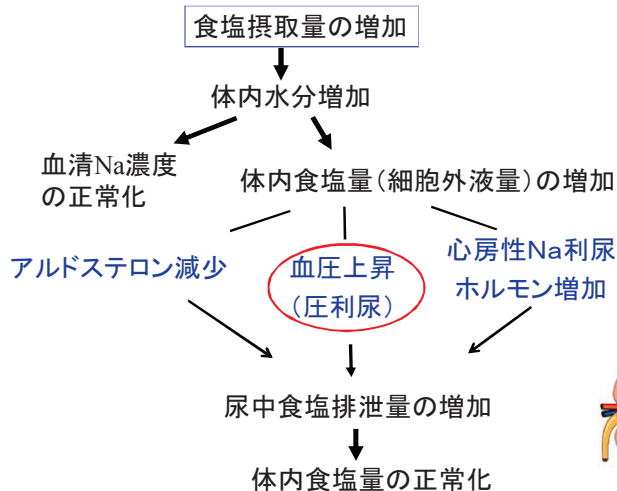 食塩摂取量の増加
体内水分増加
血清Na濃度
の正常化
体内食塩量(細胞外液量)の増加
アルドステロン減少
血圧上昇
(圧利尿)
心房性Na利尿
ホルモン増加
尿中食塩排泄量の増加
体内食塩量の正常化